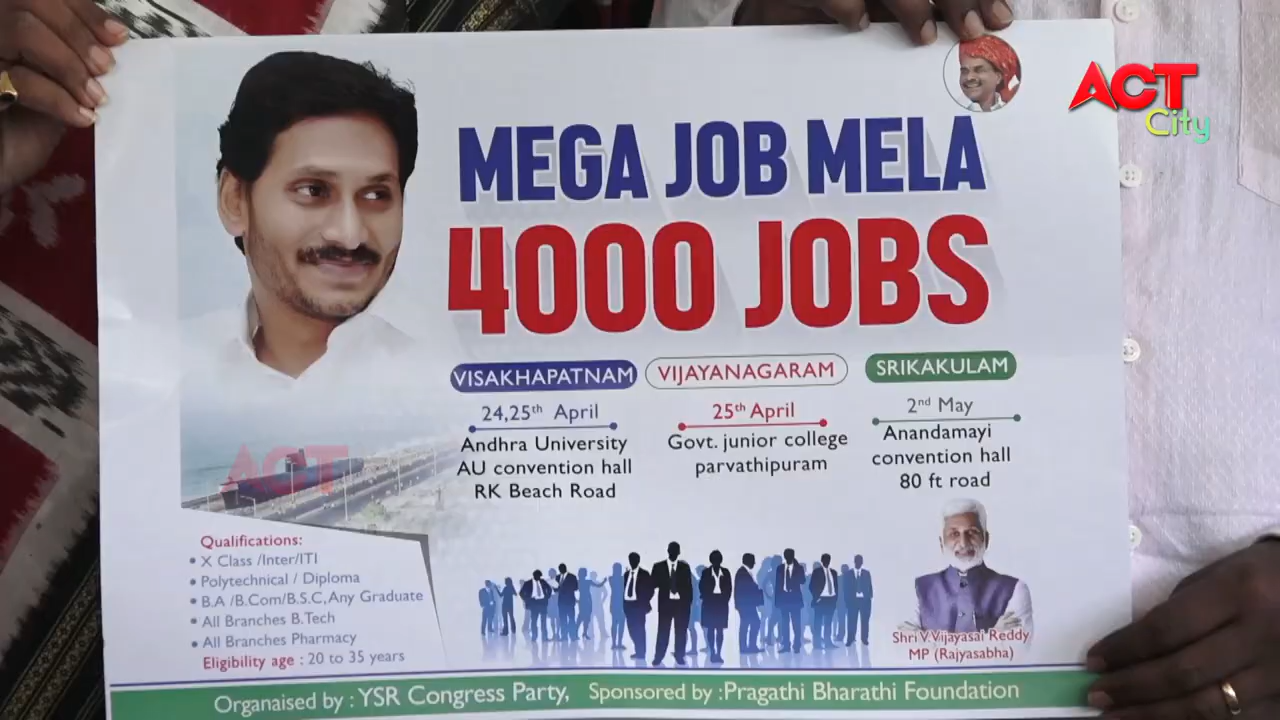 ACT
City
MEGA JOB MELA
4000 JOBS
VISAKHAPATNAM
24,25th April
Andhra University
AU convention hall
RK Beach Road
VIJAYANAGARAM
25th April
Govt. junior college
parvathipuram
SRIKAKULAM
2nd May
Anandamayi
convention hall
80 ft road
ACT
Qualifications:
• X Class /Inter/ITI
• Polytechnical / Diploma
• B.A /B.Com/B.S.C,Any Graduate
• All Branches B.Tech
• All Branches Pharmacy
Eligibility age : 20 to 35 years
Shri V.Vijayasai Reddy
MP (Rajyasabha)
Organaised by : YSR Congress Party, Sponsored by :Pragathi Bharathi Foundation